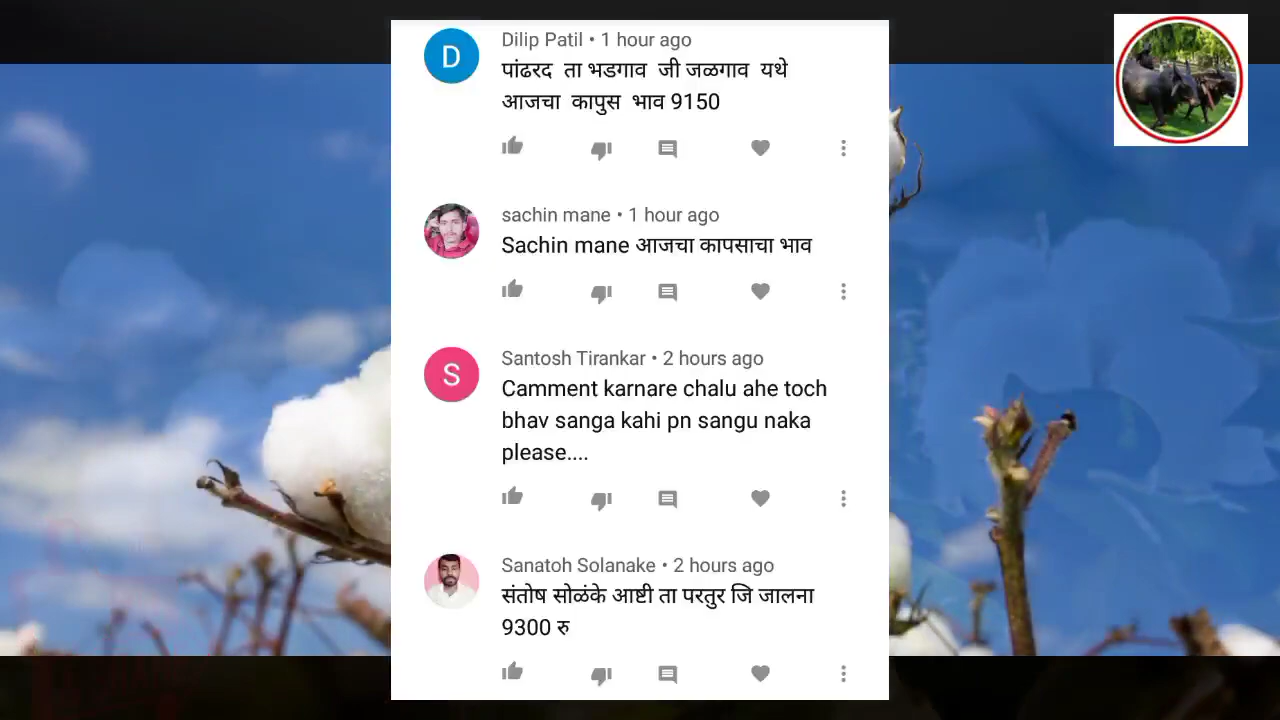 D
Dilip Patil • 1 hour ago
पांढरद ता भडगाव जी जळगाव यथे
आजचा कापुस भाव 9150
sachin mane • 1 hour ago
Sachin mane आजचा कापसाचा भाव
S
Santosh Tirankar • 2 hours ago
Camment karnare chalu ahe toch
bhav sanga kahi pn sangu naka
please....
Sanatoh Solanake • 2 hours ago
संतोष सोळंके आष्टी ता परतुर जि जालना
9300 रु